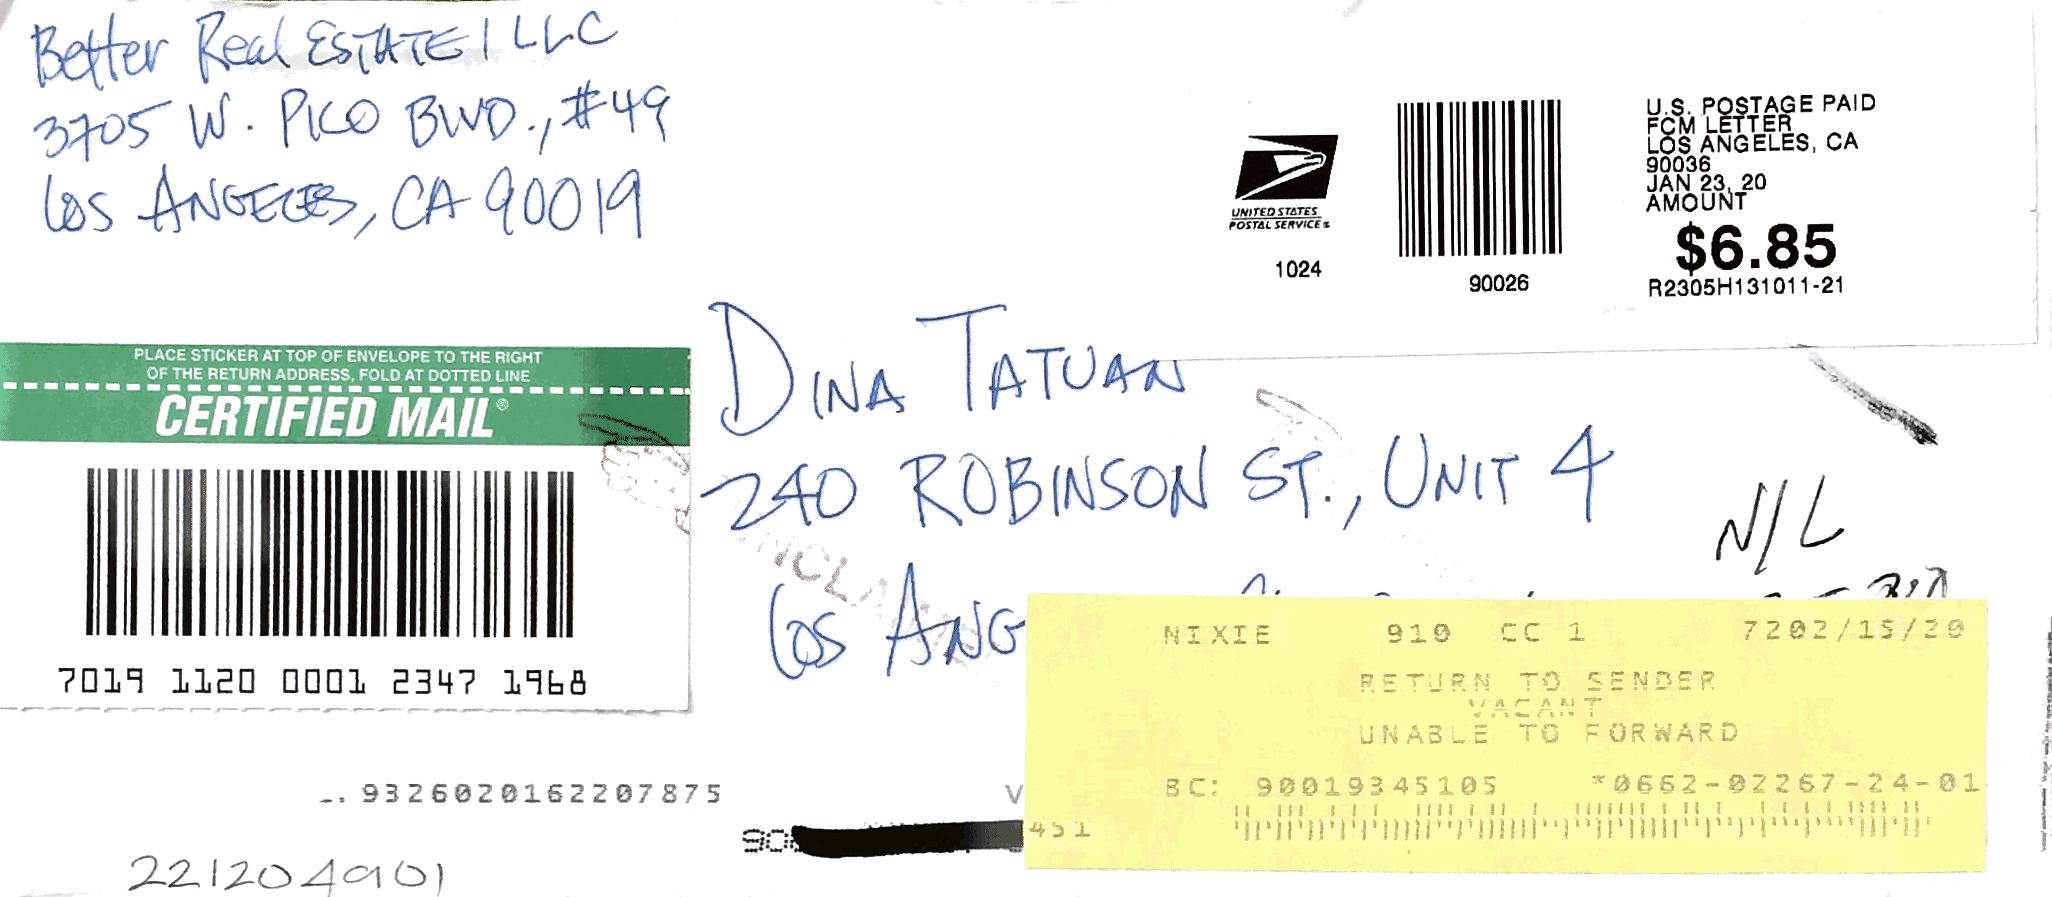 Better Real ESTATE, LLC
3705 W. PICO BLVD., #49
LOS ANGELES, CA 90019
UNITED STATES
POSTAL SERVICE
1024
90026
U.S. POSTAGE PAID
FCM LETTER
LOS ANGELES, CA
90036
JAN 23, 20
AMOUNT
$6.85
R2305H131011-21
PLACE STICKER AT TOP OF ENVELOPE TO THE RIGHT
OF THE RETURN ADDRESS, FOLD AT DOTTED LINE
CERTIFIED MAIL®
7019 1120 0001 2347 1968
DINA TATUAN
240 ROBINSON ST., UNIT 4
LOS ANG
N/L
NIXIE 910 CC 1 7202/15/20
RETURN TO SENDER
VACANT
UNABLE TO FORWARD
BC: 90019345105 *0662-02267-24-01
9326020162207875
451
221204901